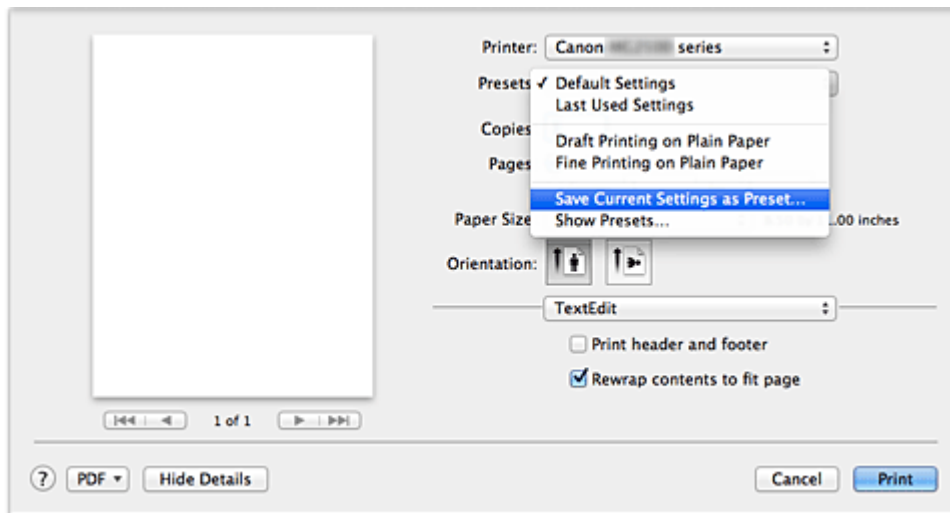 Printer: Canon series
Presets ✓ Default Settings
Last Used Settings
Copies
Draft Printing on Plain Paper
Pages Fine Printing on Plain Paper
Save Current Settings as Preset...
Paper Size Show Presets... .00 inches
Orientation:
TextEdit
Print header and footer
Rewrap contents to fit page
1 of 1
? PDF Hide Details Cancel Print